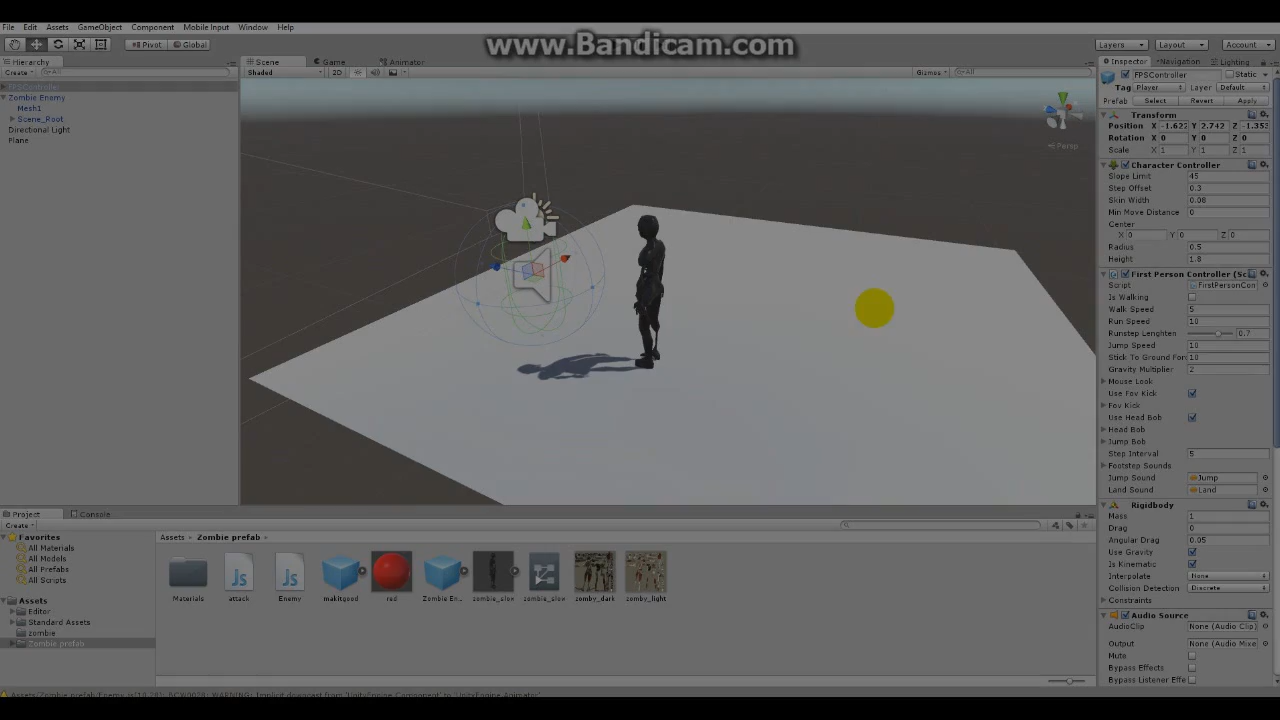 www.Bandicam.com
File Edit Assets GameObject Component Mobile Input Window Help
Pivot Global Layers Layout Account
Hierarchy
Create All
FPSController
Zombie Enemy
Mesh1
Scene_Root
Directional Light
Plane
Scene Game Animator
Shaded 2D Gizmos All
Persp
Inspector Navigation Lighting
FPSController Static
Tag Player Layer Default
Prefab Select Revert Apply
Transform
Position X -1.622 Y 2.742 Z -1.353
Rotation X 0 Y 0 Z 0
Scale X 1 Y 1 Z 1
Character Controller
Slope Limit 45
Step Offset 0.3
Skin Width 0.08
Min Move Distance 0
Center
X 0 Y 0 Z 0
Radius 0.5
Height 1.8
First Person Controller (Sc
Script FirstPersonCon
Is Walking
Walk Speed 5
Run Speed 10
Runstep Lenghten 0.7
Jump Speed 10
Stick To Ground For 10
Gravity Multiplier 2
Mouse Look
Use Fov Kick
Fov Kick
Use Head Bob
Head Bob
Jump Bob
Step Interval 5
Footstep Sounds
Jump Sound Jump
Land Sound Land
Rigidbody
Mass 1
Drag 0
Angular Drag 0.05
Use Gravity
Is Kinematic
Interpolate None
Collision Detection Discrete
Constraints
Audio Source
AudioClip None (Audio Clip)
Output None (Audio Mixe
Mute
Bypass Effects
Bypass Listener Effe
Project Console
Create
Favorites
All Materials
All Models
All Prefabs
All Scripts
Assets
Editor
Standard Assets
zombie
Zombie prefab
Assets Zombie prefab
Materials attack Enemy makitgood red Zombie En... zombie_slow zombie_slow zomby_dark zomby_light